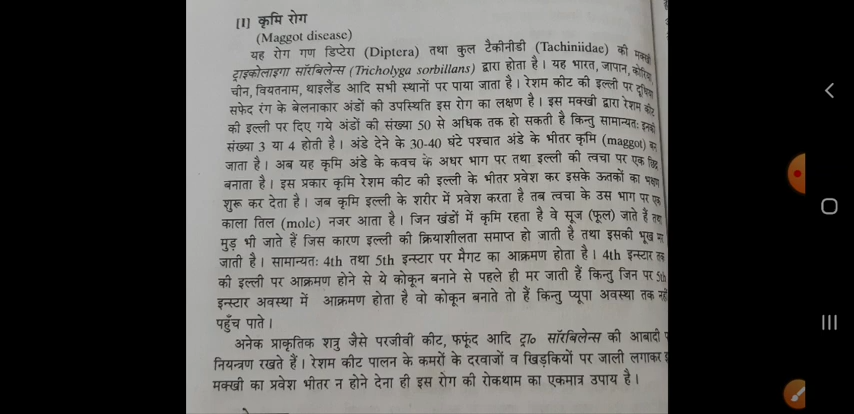 [I] कृमि रोग
(Maggot disease)
यह रोग गण डिप्टेरा (Diptera) तथा कुल टैकीनीडी (Tachiniidae) की मक्खी
ट्राइकोलाइगा सॉरबिलेन्स (Tricholyga sorbillans) द्वारा होता है। यह भारत, जापान, कोरिया
चीन, वियतनाम, थाइलैंड आदि सभी स्थानों पर पाया जाता है। रेशम कीट की इल्ली पर दूधिया
सफेद रंग के बेलनाकार अंडों की उपस्थिति इस रोग का लक्षण है। इस मक्खी द्वारा रेशम कीट
की इल्ली पर दिए गये अंडों की संख्या 50 से अधिक तक हो सकती है किन्तु सामान्यतः इनकी
संख्या 3 या 4 होती है। अंडे देने के 30-40 घंटे पश्चात अंडे के भीतर कृमि (maggot) बन
जाता है। अब यह कृमि अंडे के कवच के अधर भाग पर तथा इल्ली की त्वचा पर एक छिद्र
बनाता है। इस प्रकार कृमि रेशम कीट की इल्ली के भीतर प्रवेश कर इसके ऊतकों का भक्षण
शुरू कर देता है। जब कृमि इल्ली के शरीर में प्रवेश करता है तब त्वचा के उस भाग पर एक
काला तिल (mole) नजर आता है। जिन खंडों में कृमि रहता है वे सूज (फूल) जाते हैं तथा
मुड़ भी जाते हैं जिस कारण इल्ली की क्रियाशीलता समाप्त हो जाती है तथा इसकी भूख
जाती है। सामान्यतः 4th तथा 5th इन्स्टार पर मैगट का आक्रमण होता है। 4th इन्स्टार तक
की इल्ली पर आक्रमण होने से ये कोकून बनाने से पहले ही मर जाती हैं किन्तु जिन पर 5th
इन्स्टार अवस्था में आक्रमण होता है वो कोकून बनाते तो हैं किन्तु प्यूपा अवस्था तक नहीं
पहुँच पाते।
अनेक प्राकृतिक शत्रु जैसे परजीवी कीट, फफूंद आदि ट्रा० सॉरबिलेन्स की आबादी
नियन्त्रण रखते हैं। रेशम कीट पालन के कमरों के दरवाजों व खिड़कियों पर जाली लगाकर
मक्खी का प्रवेश भीतर न होने देना ही इस रोग की रोकथाम का एकमात्र उपाय है।